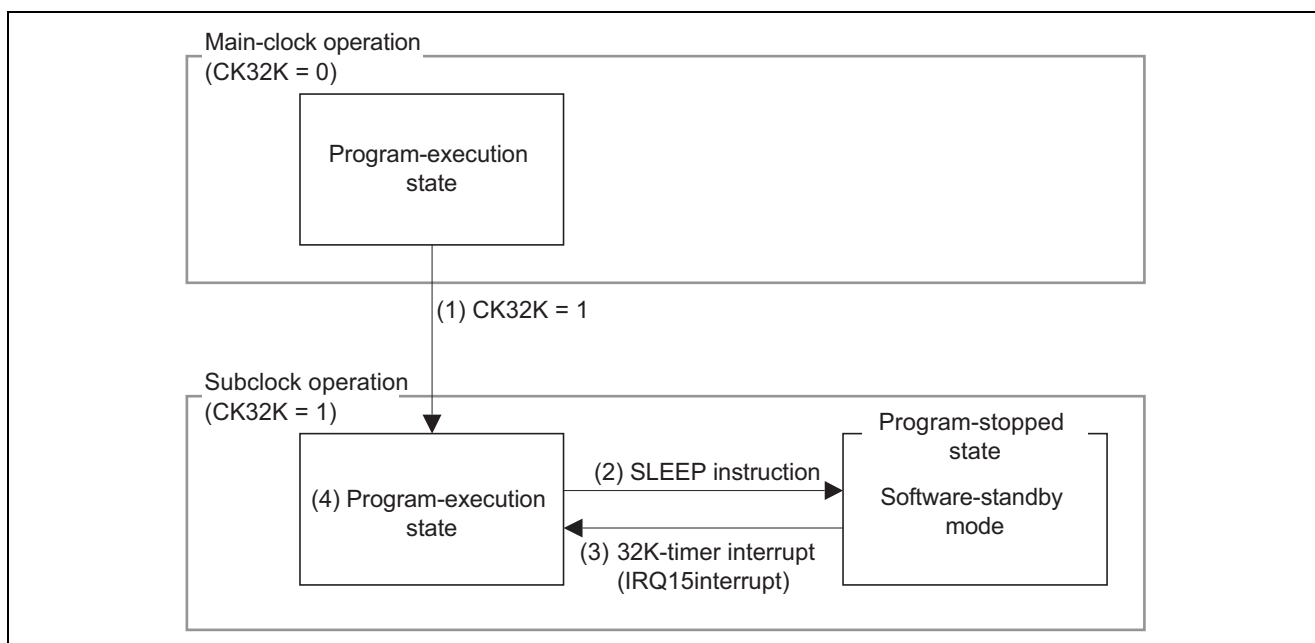 Main-clock operation
(CK32K = 0)
Program-execution
state
(1) CK32K = 1
Subclock operation
(CK32K = 1)
(4) Program-execution
state
(2) SLEEP instruction
(3) 32K-timer interrupt
(IRQ15interrupt)
Program-stopped
state
Software-standby
mode